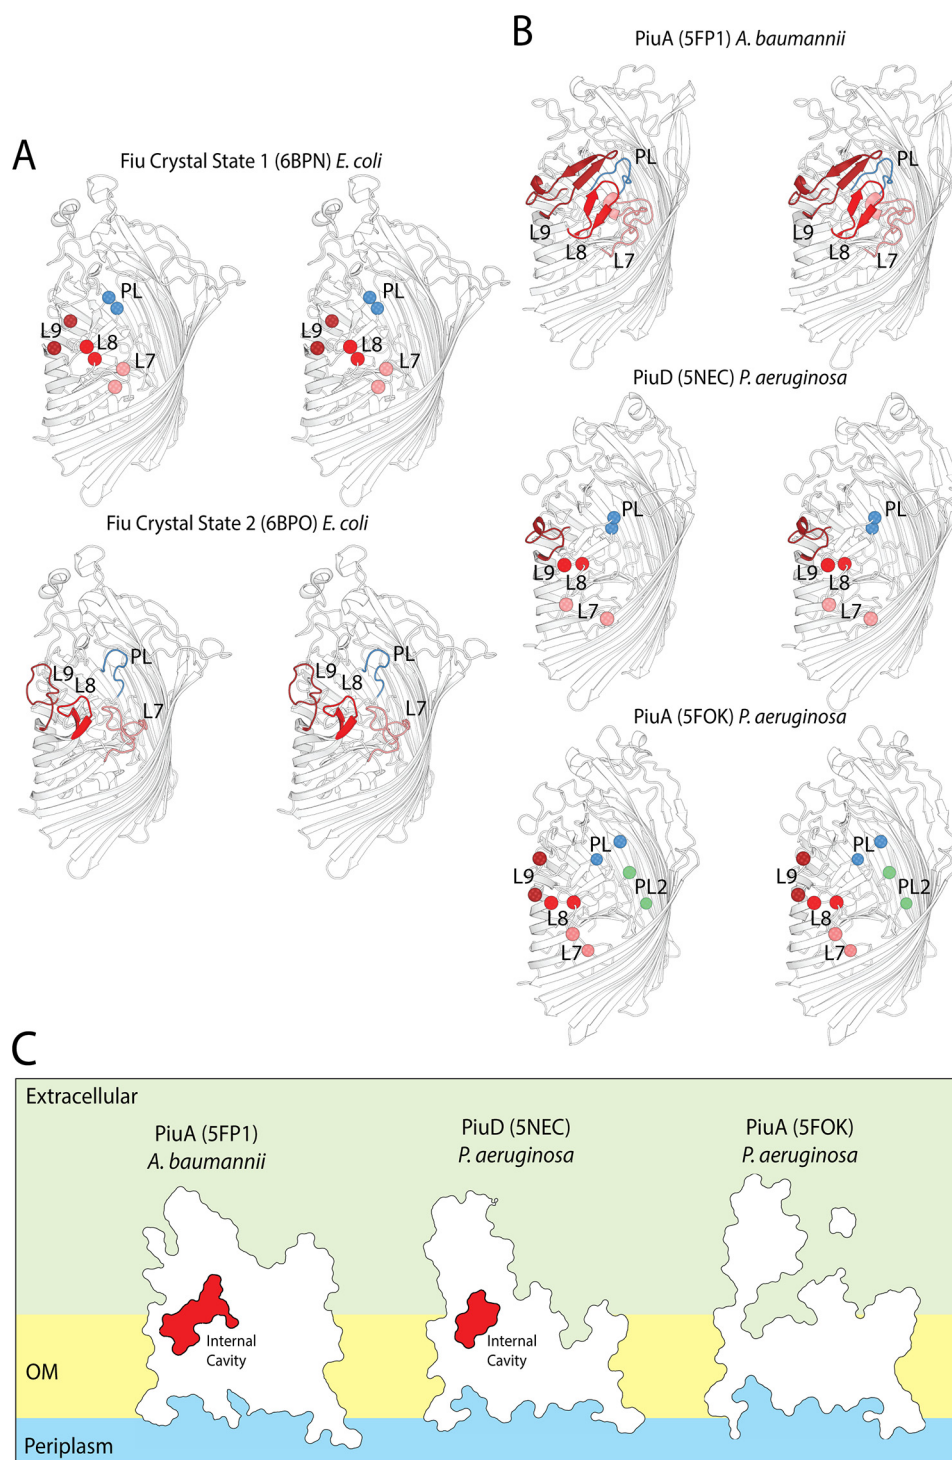 A
Fiu Crystal State 1 (6BPN) E. coli
PL
L9
L8
L7
PL
L9
L8
L7
Fiu Crystal State 2 (6BPO) E. coli
PL
L9
L8
L7
PL
L9
L8
L7
B
PiuA (5FP1) A. baumannii
PL
L9
L8
L7
PL
L9
L8
L7
PiuD (5NEC) P. aeruginosa
PL
L9
L8
L7
PL
L9
L8
L7
PiuA (5FOK) P. aeruginosa
PL
L9
PL2
L8
L7
PL
L9
PL2
L8
L7
C
Extracellular
PiuA (5FP1)
A. baumannii
PiuD (5NEC)
P. aeruginosa
PiuA (5FOK)
P. aeruginosa
Internal
Cavity
Internal
Cavity
OM
Periplasm